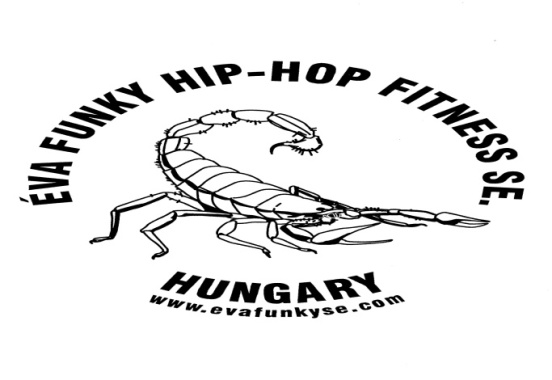 ÉVA FUNKY HIP-HOP FITNESS SE.
HUNGARY
www.evafunkyse.com